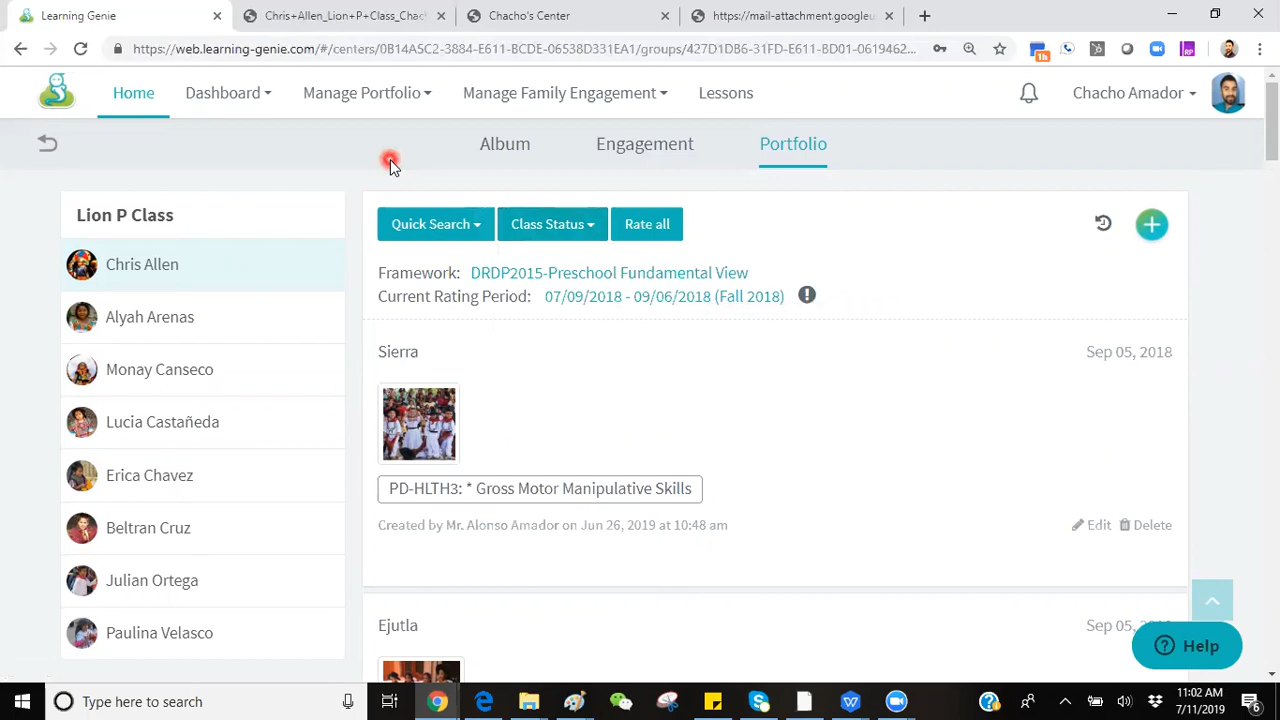 Learning Genie
Chris+Allen_Lion+P+Class_Chac
Chacho's Center
https://mail-attachment.googleu
https://web.learning-genie.com/#/centers/0B14A5C2-3884-E611-BCDE-06538D331EA1/groups/427D1DB6-31FD-E611-BD01-0619462...
1h
RP
Home
Dashboard
Manage Portfolio
Manage Family Engagement
Lessons
Chacho Amador
Album
Engagement
Portfolio
Lion P Class
Chris Allen
Alyah Arenas
Monay Canseco
Lucia Castañeda
Erica Chavez
Beltran Cruz
Julian Ortega
Paulina Velasco
Quick Search
Class Status
Rate all
Framework: DRDP2015-Preschool Fundamental View
Current Rating Period: 07/09/2018 - 09/06/2018 (Fall 2018)
Sierra
Sep 05, 2018
PD-HLTH3: * Gross Motor Manipulative Skills
Created by Mr. Alonso Amador on Jun 26, 2019 at 10:48 am
Edit
Delete
Ejutla
Sep 05,
Help
Type here to search
11:02 AM
7/11/2019
6